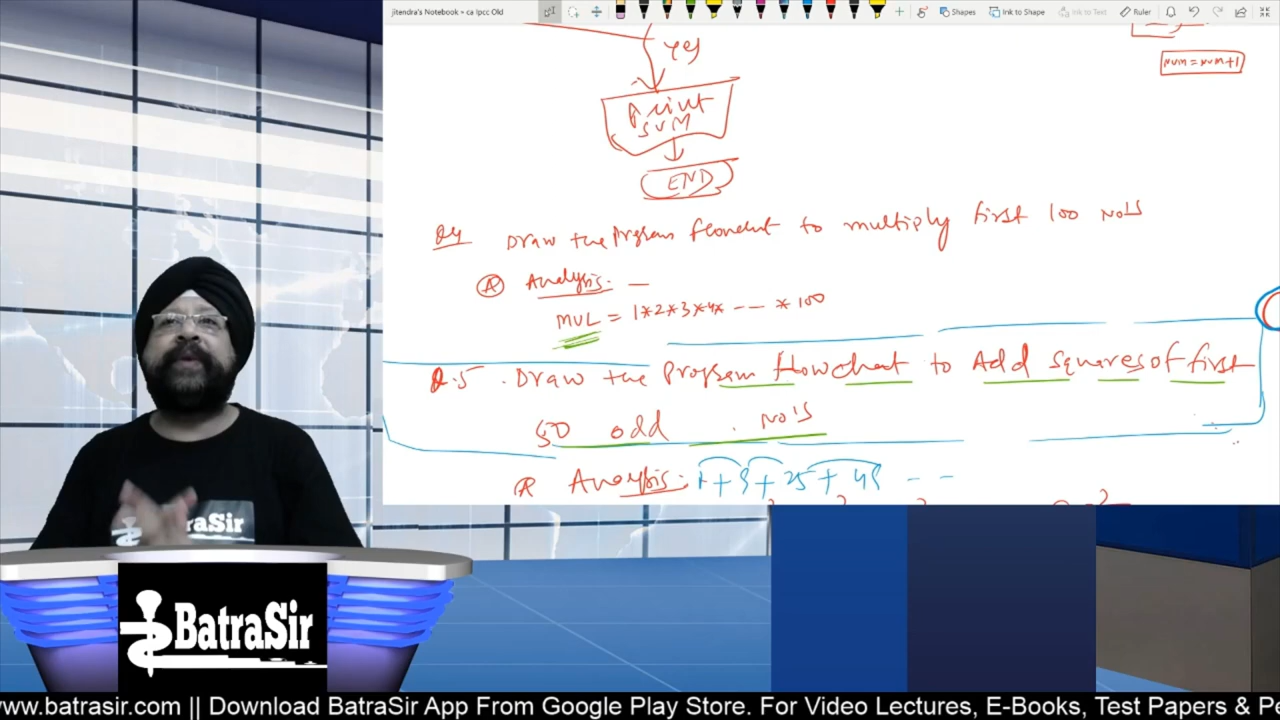 jitendra's Notebook » ca Ipcc Old
Shapes
Ink to Shape
Ink to Text
Ruler
yes
NUM = NUM+1
Print
SUM
END
Q4 Draw the Program flowchart to multiply first 100 No's
(A) Analysis. —
MUL = 1*2*3*4* --- * 100
Q.5. Draw the Program flowchart to Add squares of first
50 odd No's
A Analysis:- 1+9+25+49 --
BatraSir
www.batrasir.com || Download BatraSir App From Google Play Store. For Video Lectures, E-Books, Test Papers & Pe